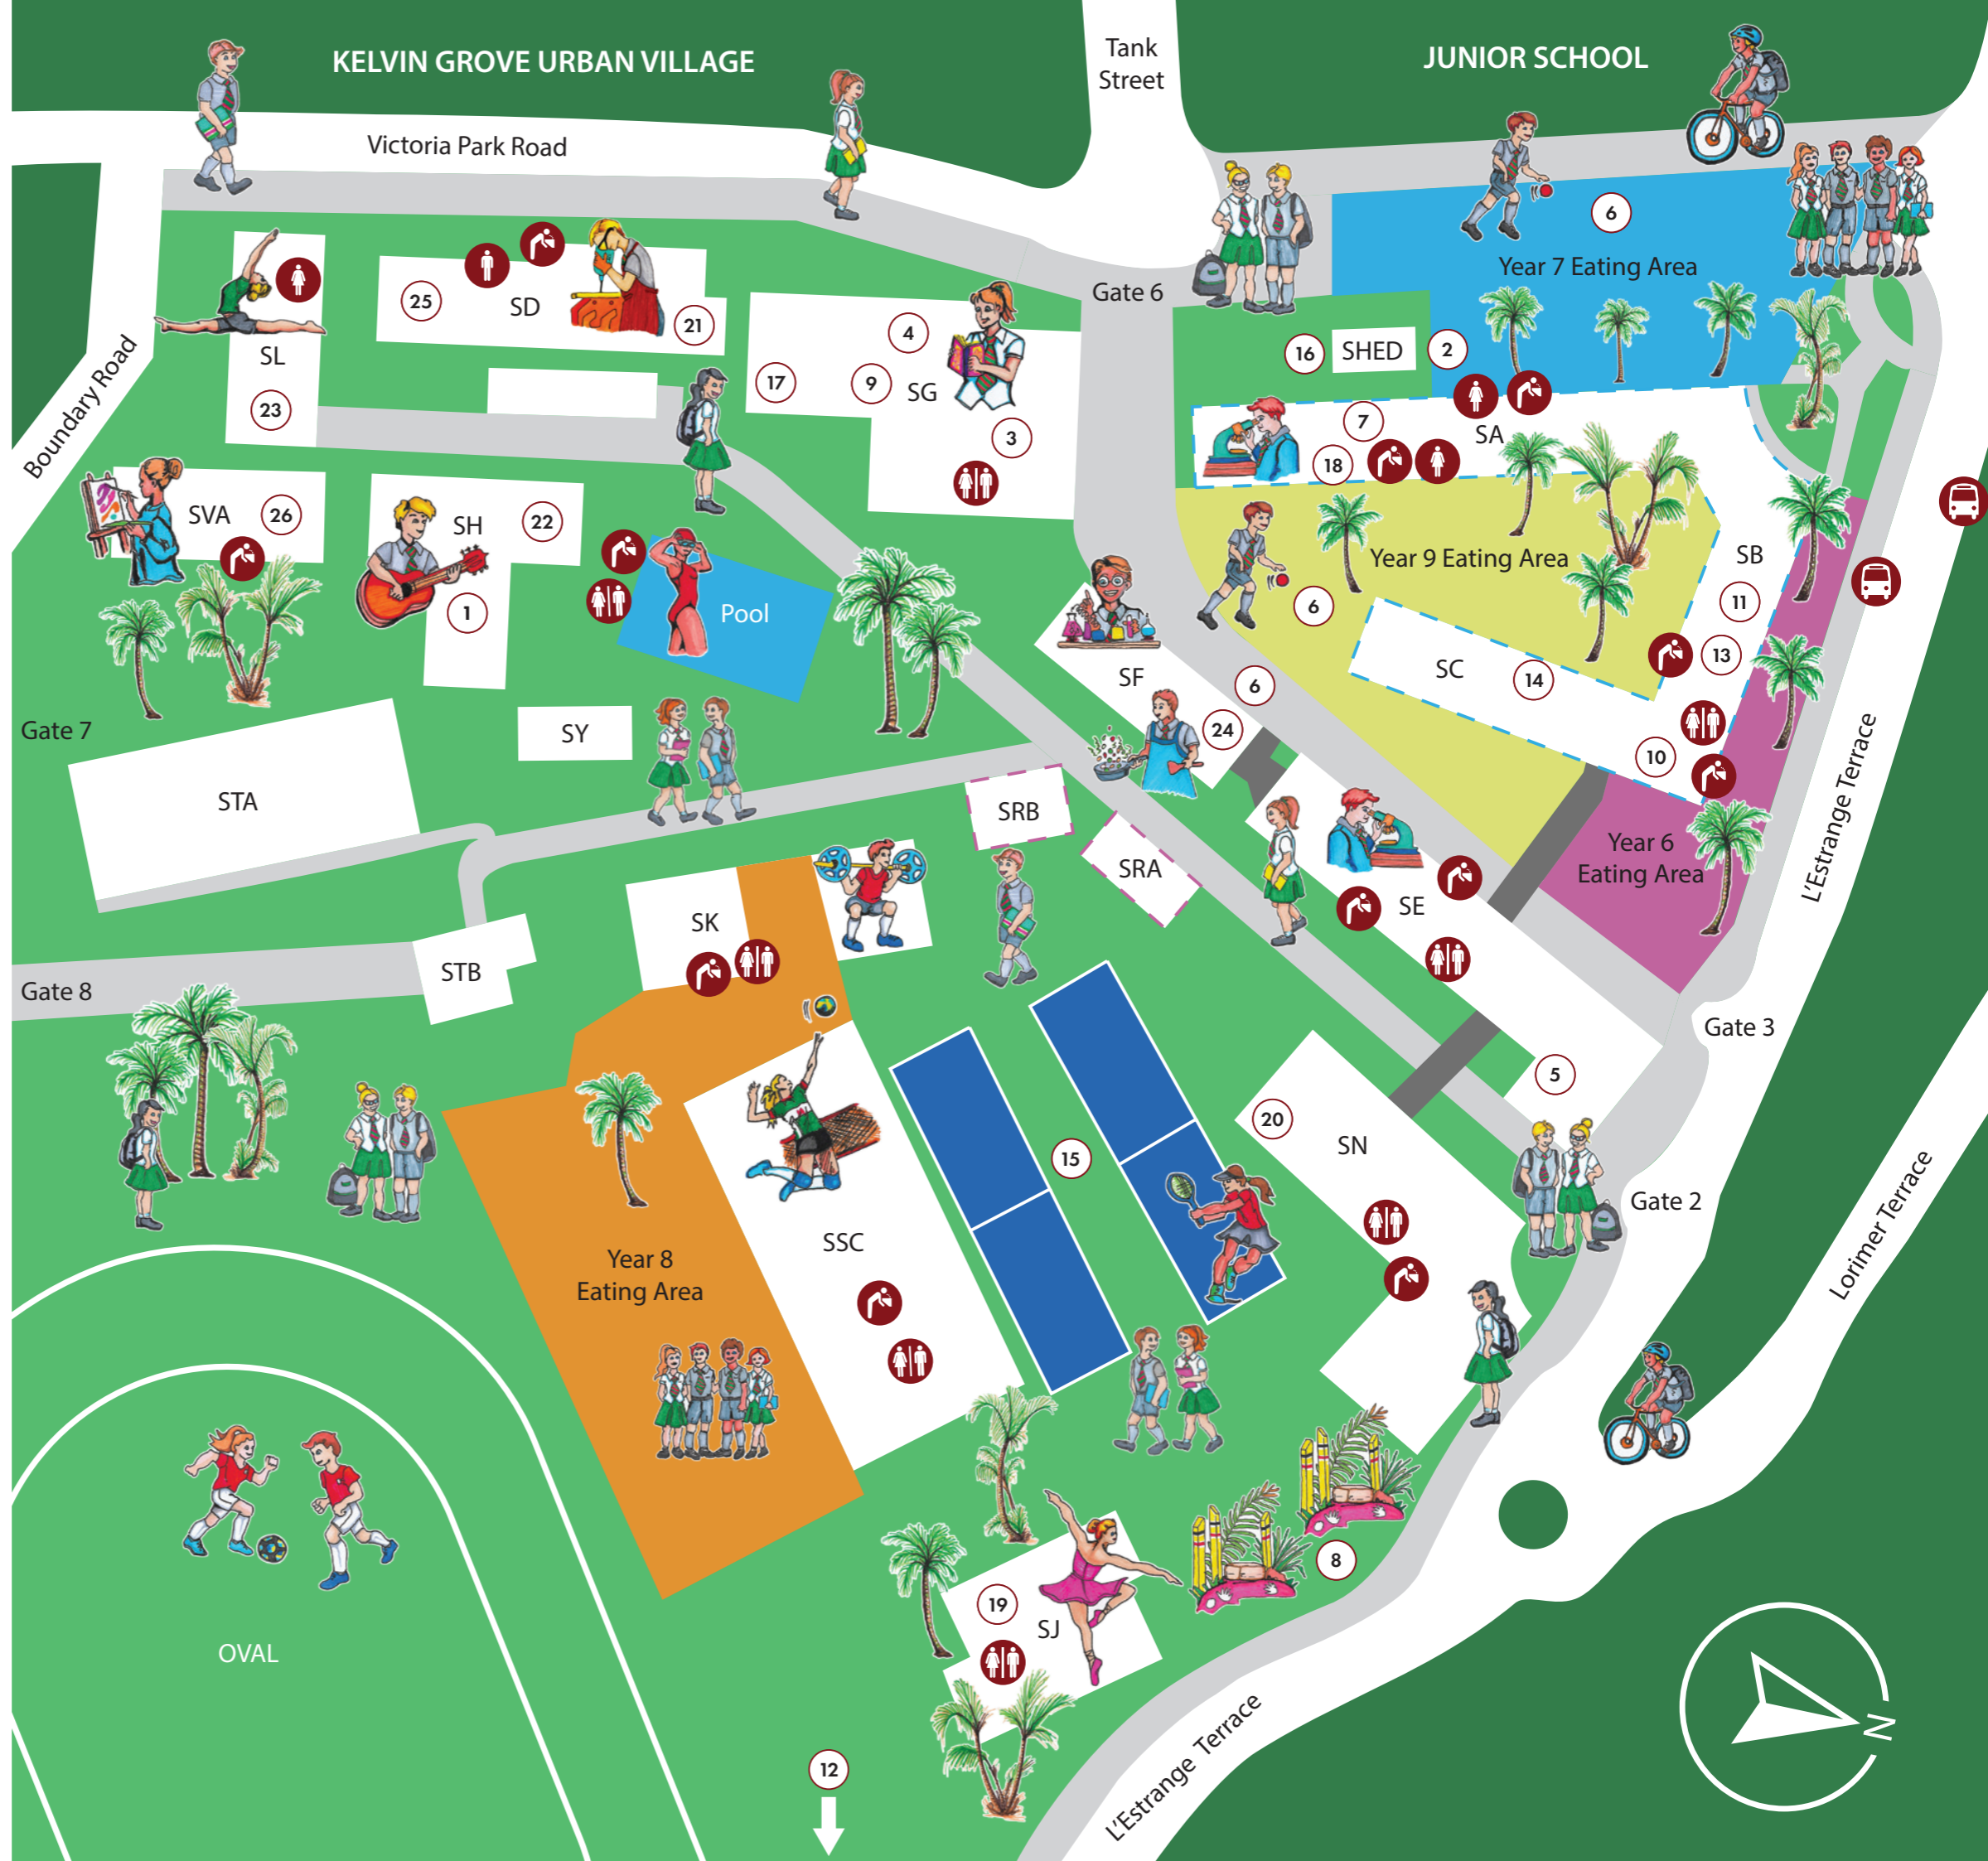 KELVIN GROVE URBAN VILLAGE
Tank
Street
JUNIOR SCHOOL
Victoria Park Road
6
Year 7 Eating Area
Gate 6
25
SD
21
SL
23
Boundary Road
4
17
9
SG
3
16
SHED
2
7
SA
18
SVA
26
SH
22
1
Pool
Year 9 Eating Area
6
SB
11
13
SC
14
10
SF
6
24
Gate 7
STA
SY
SRB
SRA
Year 6
Eating Area
L'Estrange Terrace
SK
SE
STB
Gate 8
Gate 3
5
20
SN
15
Gate 2
Lorimer Terrace
SSC
Year 8
Eating Area
8
19
SJ
OVAL
12
L'Estrange Terrace
N